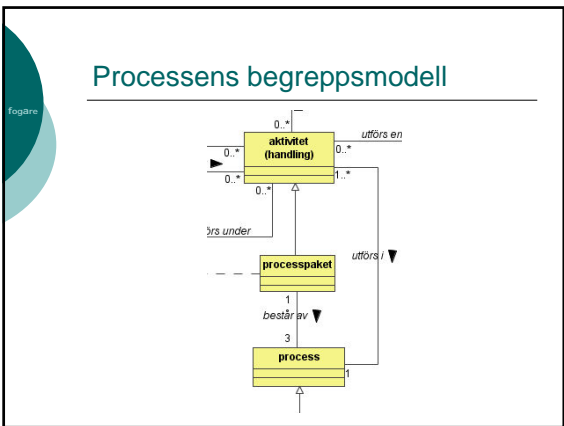 Processens begreppsmodell
fogare
0..*
utförs en
aktivitet
(handling)
0..*
0..*
0..*
1..*
0..*
örs under
processpaket
utförs i
1
består av
3
process
1